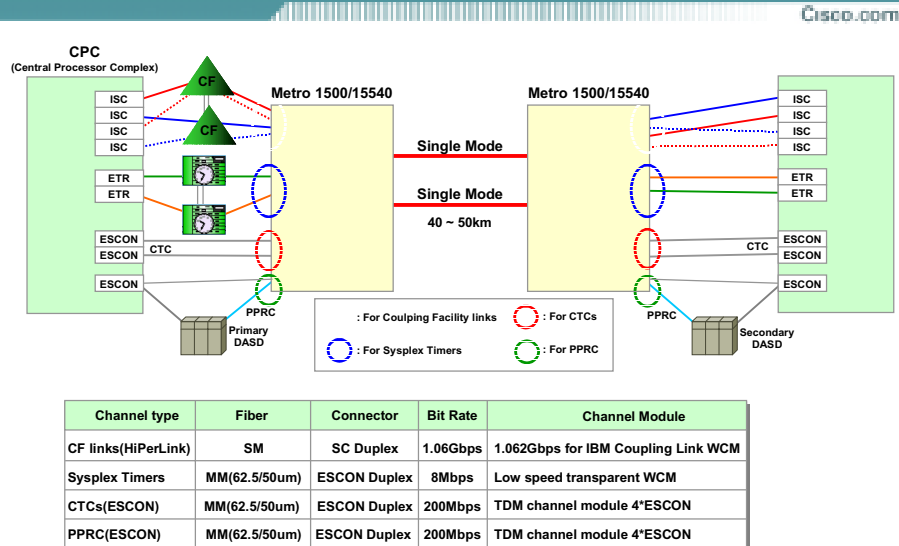 Cisco.com
CPC
(Central Processor Complex)
CF
CF
ISC
ISC
ISC
ISC
ETR
ETR
ESCON
ESCON
CTC
ESCON
Metro 1500/15540
Metro 1500/15540
Single Mode
Single Mode
40 ~ 50km
ISC
ISC
ISC
ISC
ETR
ETR
ESCON
ESCON
CTC
ESCON
PPRC
Primary
DASD
PPRC
Secondary
DASD
: For Coulping Facility links
: For CTCs
: For Sysplex Timers
: For PPRC
Channel type Fiber Connector Bit Rate Channel Module
CF links(HiPerLink) SM SC Duplex 1.06Gbps 1.062Gbps for IBM Coupling Link WCM
Sysplex Timers MM(62.5/50um) ESCON Duplex 8Mbps Low speed transparent WCM
CTCs(ESCON) MM(62.5/50um) ESCON Duplex 200Mbps TDM channel module 4*ESCON
PPRC(ESCON) MM(62.5/50um) ESCON Duplex 200Mbps TDM channel module 4*ESCON